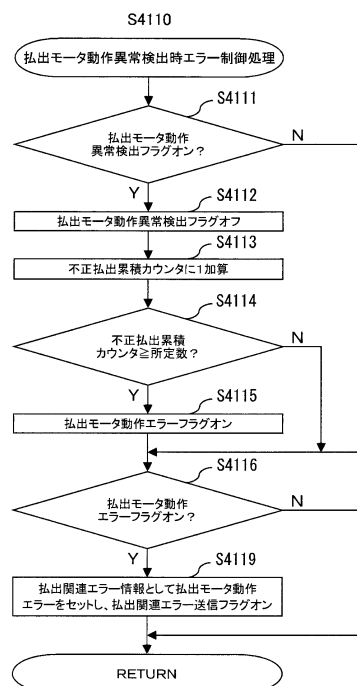 S4110
払出モータ動作異常検出時エラー制御処理
S4111
払出モータ動作
異常検出フラグオン？
N
Y
S4112
払出モータ動作異常検出フラグオフ
S4113
不正払出累積カウンタに1加算
S4114
不正払出累積
カウンタ≧所定数？
N
Y
S4115
払出モータ動作エラーフラグオン
S4116
払出モータ動作
エラーフラグオン？
N
Y
S4119
払出関連エラー情報として払出モータ動作
エラーをセットし、払出関連エラー送信フラグオン
RETURN